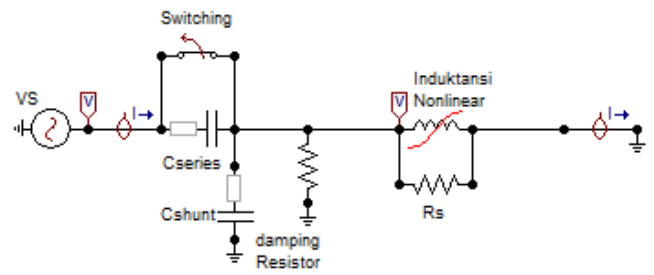 Switching
VS
V
I
Cseries
Cshunt
damping
Resistor
V
Induktansi
Nonlinear
Rs
I